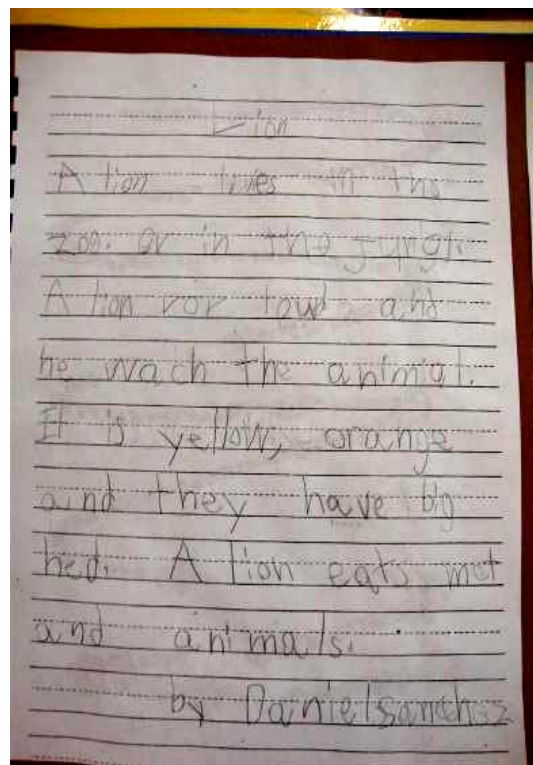 Lion
A lion lives in the
zoo. or in the jungl.
A lion ror loud and
he wach the animal.
It is yellow, orange
and they have big
hed. A lion eats met
and animals.
by Daniel Sanchez